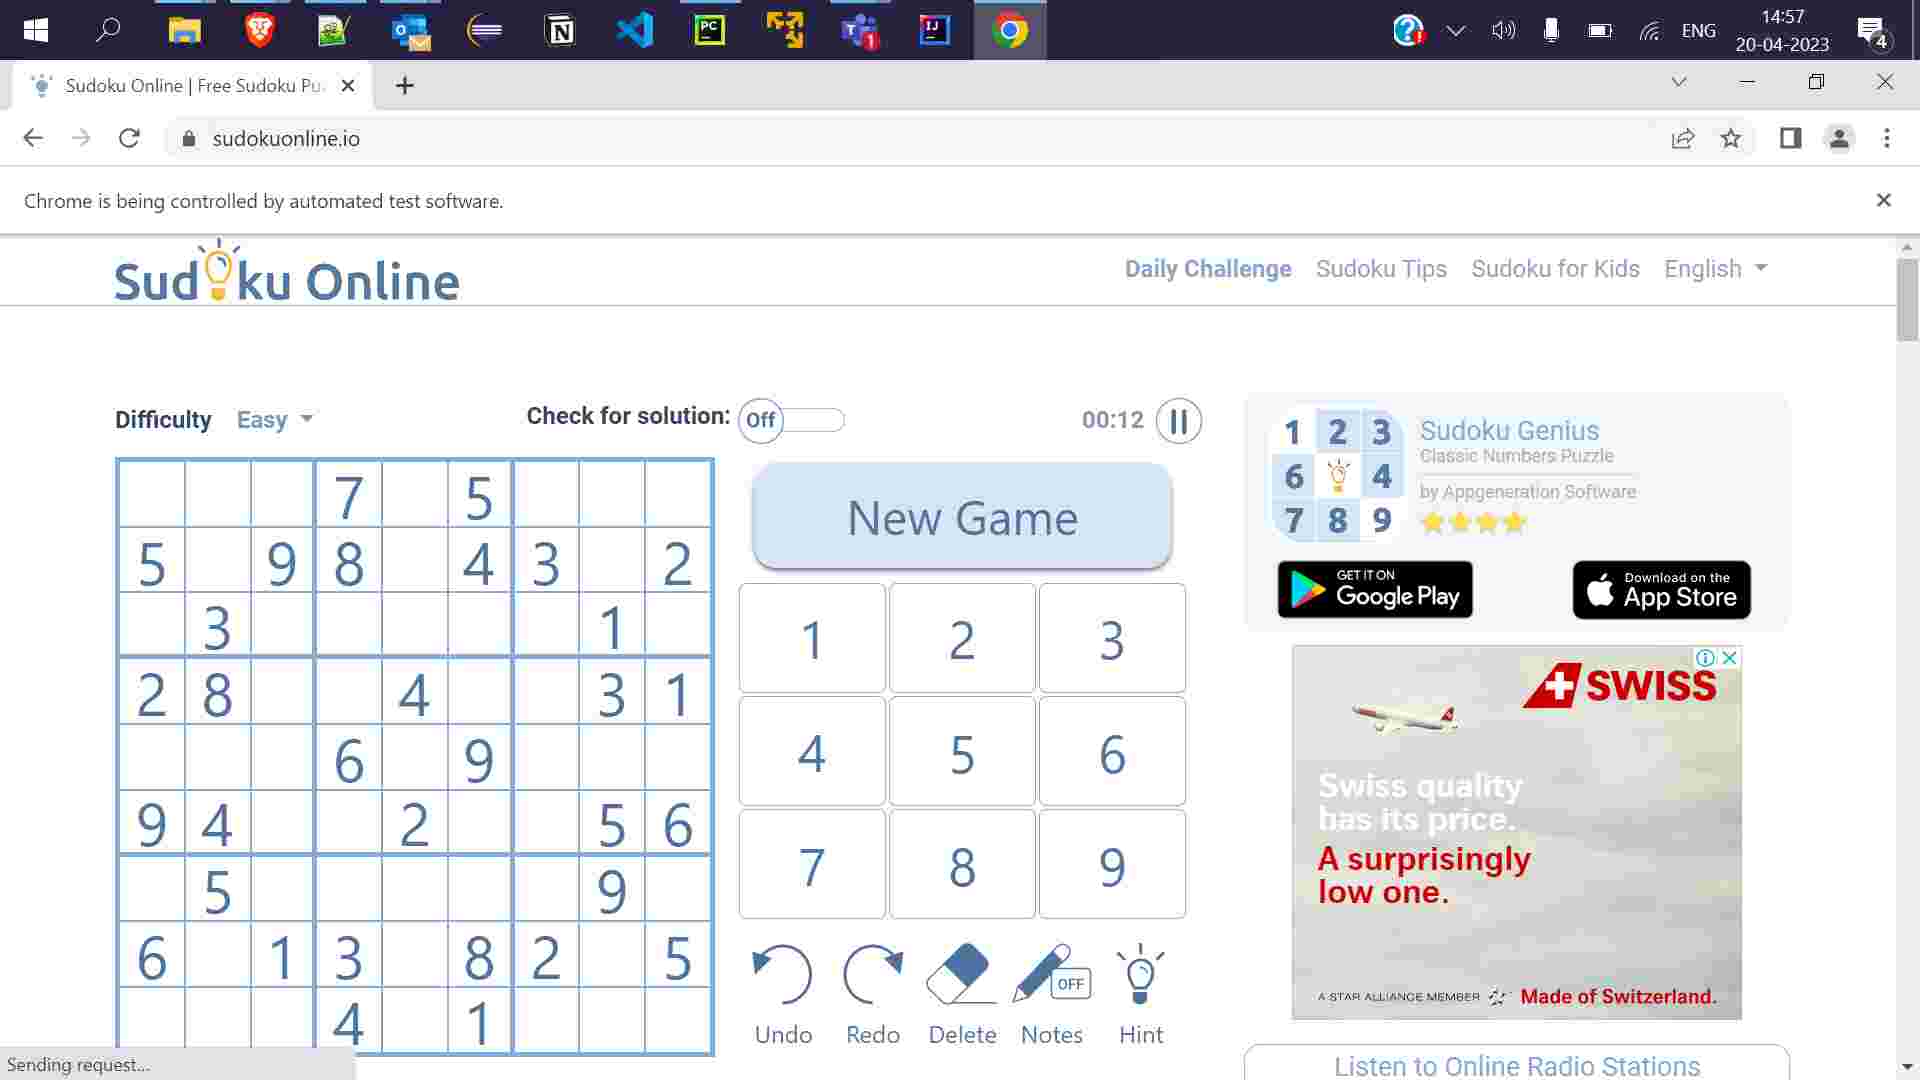 PC
1
IJ
ENG
14:57
20-04-2023
4
Sudoku Online | Free Sudoku Pu
sudokuonline.io
Chrome is being controlled by automated test software.
Sudoku Online
Daily Challenge Sudoku Tips Sudoku for Kids English
Difficulty Easy
Check for solution: Off
00:12
7 5
5 9 8 4 3 2
3 1
2 8 4 3 1
6 9
9 4 2 5 6
5 9
6 1 3 8 2 5
4 1
New Game
1 2 3
4 5 6
7 8 9
OFF
Undo Redo Delete Notes Hint
1 2 3
6 4
7 8 9
Sudoku Genius
Classic Numbers Puzzle
by Appgeneration Software
GET IT ON
Google Play
Download on the
App Store
SWISS
Swiss quality
has its price.
A surprisingly
low one.
A STAR ALLIANCE MEMBER
Made of Switzerland.
Listen to Online Radio Stations
Sending request...